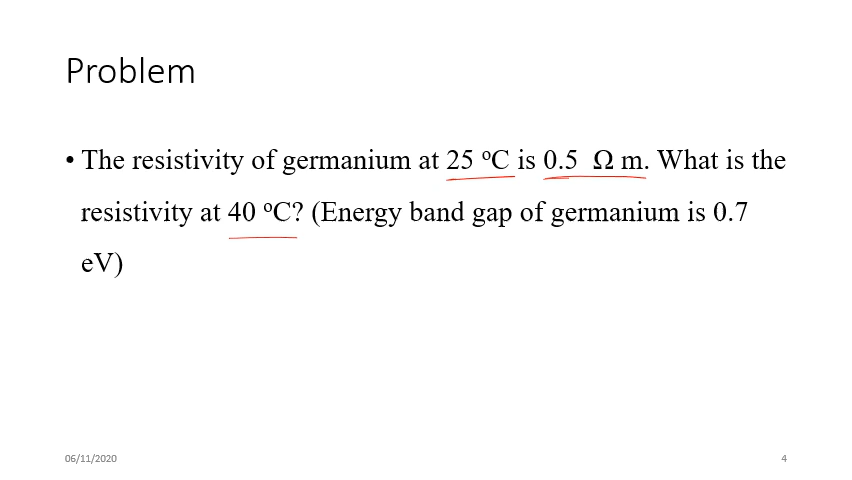 Problem
• The resistivity of germanium at 25 ᵒC is 0.5  Ω m. What is the
resistivity at 40 ᵒC? (Energy band gap of germanium is 0.7
eV)
06/11/2020
4